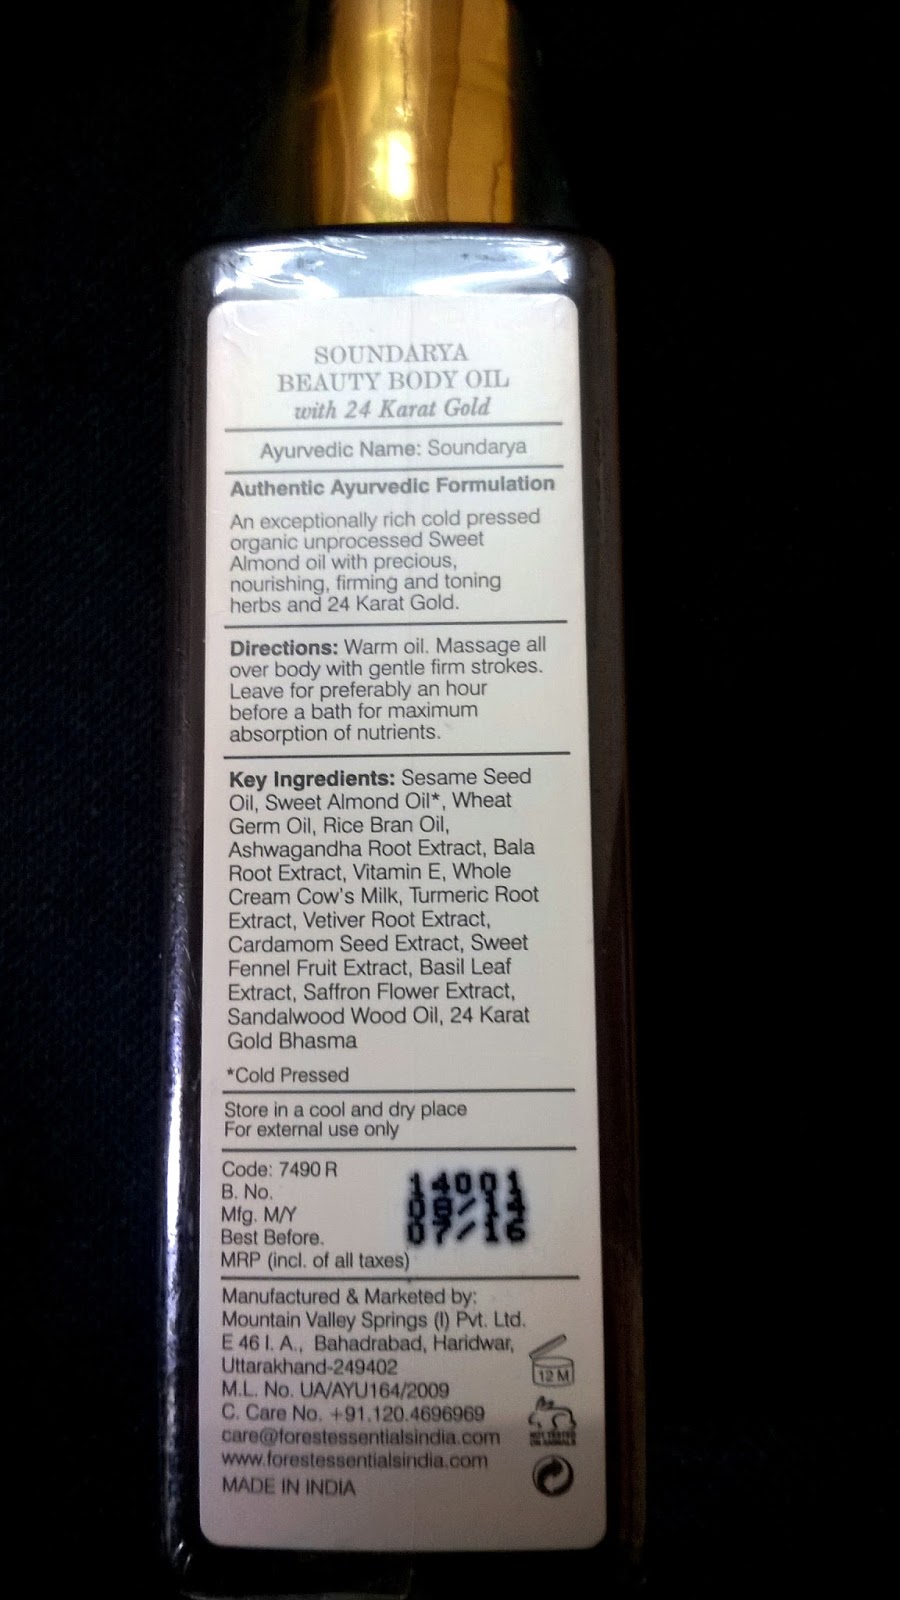 SOUNDARYA
BEAUTY BODY OIL
with 24 Karat Gold
Ayurvedic Name: Soundarya
Authentic Ayurvedic Formulation
An exceptionally rich cold pressed
organic unprocessed Sweet
Almond oil with precious,
nourishing, firming and toning
herbs and 24 Karat Gold.
Directions: Warm oil. Massage all
over body with gentle firm strokes.
Leave for preferably an hour
before a bath for maximum
absorption of nutrients.
Key Ingredients: Sesame Seed
Oil, Sweet Almond Oil*, Wheat
Germ Oil, Rice Bran Oil,
Ashwagandha Root Extract, Bala
Root Extract, Vitamin E, Whole
Cream Cow's Milk, Turmeric Root
Extract, Vetiver Root Extract,
Cardamom Seed Extract, Sweet
Fennel Fruit Extract, Basil Leaf
Extract, Saffron Flower Extract,
Sandalwood Wood Oil, 24 Karat
Gold Bhasma
*Cold Pressed
Store in a cool and dry place
For external use only
Code: 7490 R
B. No. 14001
Mfg. M/Y 08/14
Best Before. 07/16
MRP (incl. of all taxes)
Manufactured & Marketed by:
Mountain Valley Springs (I) Pvt. Ltd.
E 46 I. A., Bahadrabad, Haridwar,
Uttarakhand-249402
M.L. No. UA/AYU164/2009
C. Care No. +91.120.4696969
care@forestessentialsindia.com
www.forestessentialsindia.com
MADE IN INDIA
12 M
NOT TESTED
ON ANIMALS